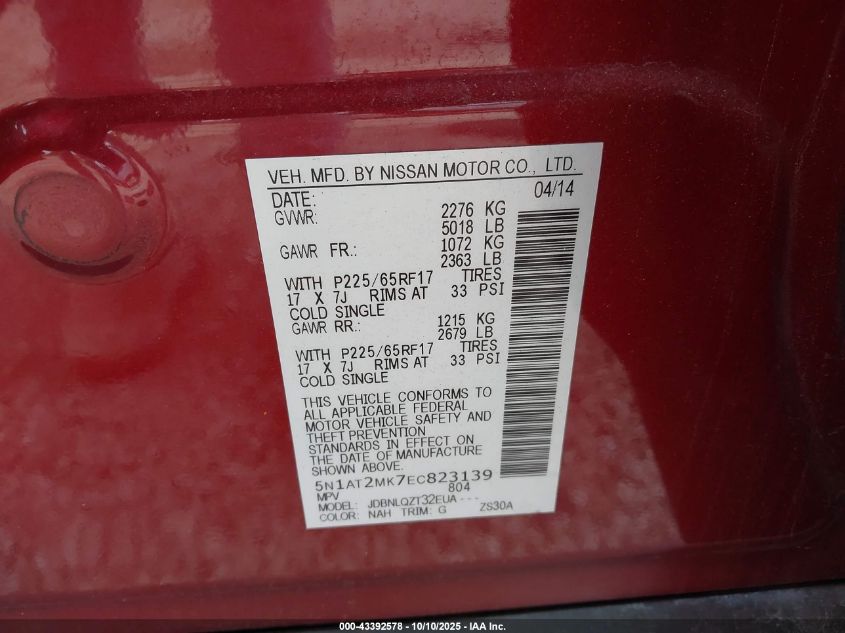 VEH. MFD. BY NISSAN MOTOR CO., LTD.
DATE: 04/14
GVWR: 2276 KG
5018 LB
GAWR FR.: 1072 KG
2363 LB
WITH P225/65RF17 TIRES
17 X 7J RIMS AT 33 PSI
COLD SINGLE
GAWR RR.: 1215 KG
2679 LB
WITH P225/65RF17 TIRES
17 X 7J RIMS AT 33 PSI
COLD SINGLE
THIS VEHICLE CONFORMS TO
ALL APPLICABLE FEDERAL
MOTOR VEHICLE SAFETY AND
THEFT PREVENTION
STANDARDS IN EFFECT ON
THE DATE OF MANUFACTURE
SHOWN ABOVE.
5N1AT2MK7EC823139
MPV 804
MODEL: JDBNLQZT32EUA---
COLOR: NAH TRIM: G ZS30A
000-43392578 - 10/10/2025 - IAA Inc.